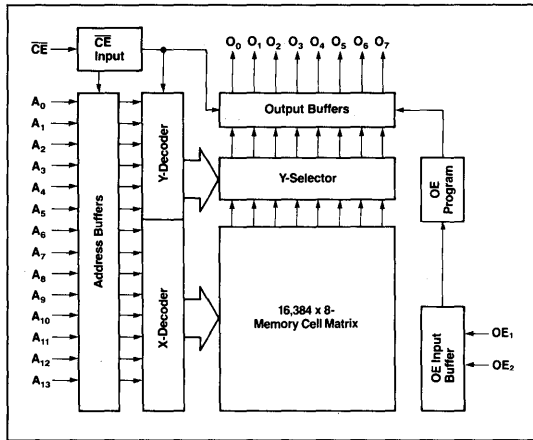 CE
CE Input
O0 O1 O2 O3 O4 O5 O6 O7
Output Buffers
A0
A1
A2
A3
A4
A5
A6
A7
A8
A9
A10
A11
A12
A13
Address Buffers
Y-Decoder
X-Decoder
Y-Selector
16,384 x 8-
Memory Cell Matrix
OE
Program
OE Input
Buffer
OE1
OE2